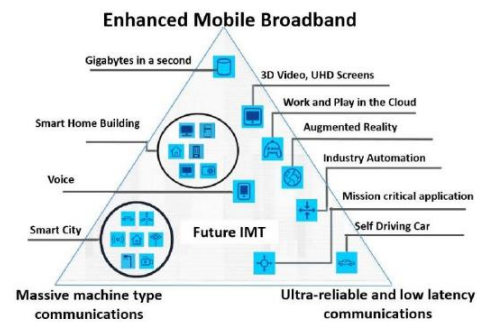 Enhanced Mobile Broadband
Gigabytes in a second
3D Video, UHD Screens
Work and Play in the Cloud
Smart Home Building
Augmented Reality
Industry Automation
Voice
Mission critical application
Smart City
Future IMT
Self Driving Car
Massive machine type
communications
Ultra-reliable and low latency
communications